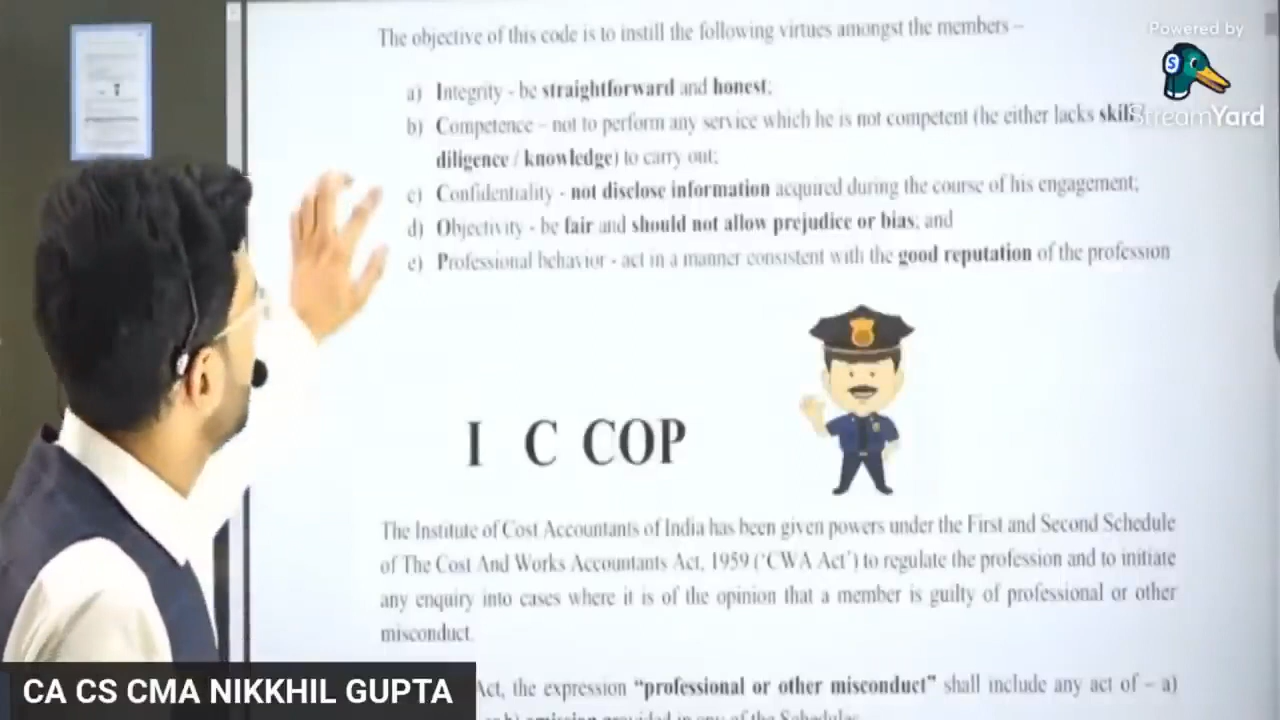 The objective of this code is to instill the following virtues amongst the members –
Powered by
S
StreamYard
a) Integrity - be straightforward and honest;
b) Competence – not to perform any service which he is not competent (he either lacks
diligence / knowledge) to carry out;
c) Confidentiality - not disclose information acquired during the course of his engagement;
d) Objectivity - be fair and should not allow prejudice or bias; and
e) Professional behavior - act in a manner consistent with the good reputation of the profession
I C COP
The Institute of Cost Accountants of India has been given powers under the First and Second Schedule
of The Cost And Works Accountants Act, 1959 ('CWA Act') to regulate the profession and to initiate
any enquiry into cases where it is of the opinion that a member is guilty of professional or other
misconduct.
Act, the expression “professional or other misconduct” shall include any act of – a)
CA CS CMA NIKKHIL GUPTA